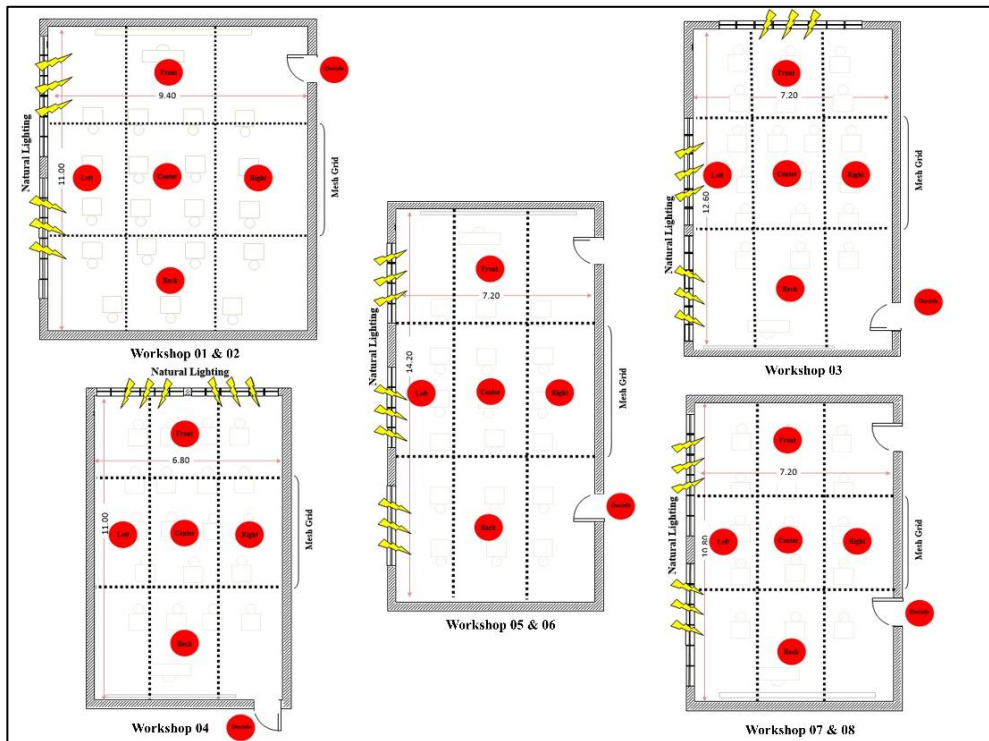 Front
Outside
9.40
Natural Lighting
11.00
Left
Center
Right
Mesh Grid
Back
Workshop 01 & 02
Front
7.20
Natural Lighting
12.60
Left
Center
Right
Mesh Grid
Back
Outside
Workshop 03
Front
7.20
Natural Lighting
14.20
Left
Center
Right
Mesh Grid
Back
Outside
Workshop 05 & 06
Natural Lighting
Front
6.80
11.00
Left
Center
Right
Mesh Grid
Back
Outside
Workshop 04
Front
7.20
Natural Lighting
10.80
Left
Center
Right
Mesh Grid
Outside
Back
Workshop 07 & 08